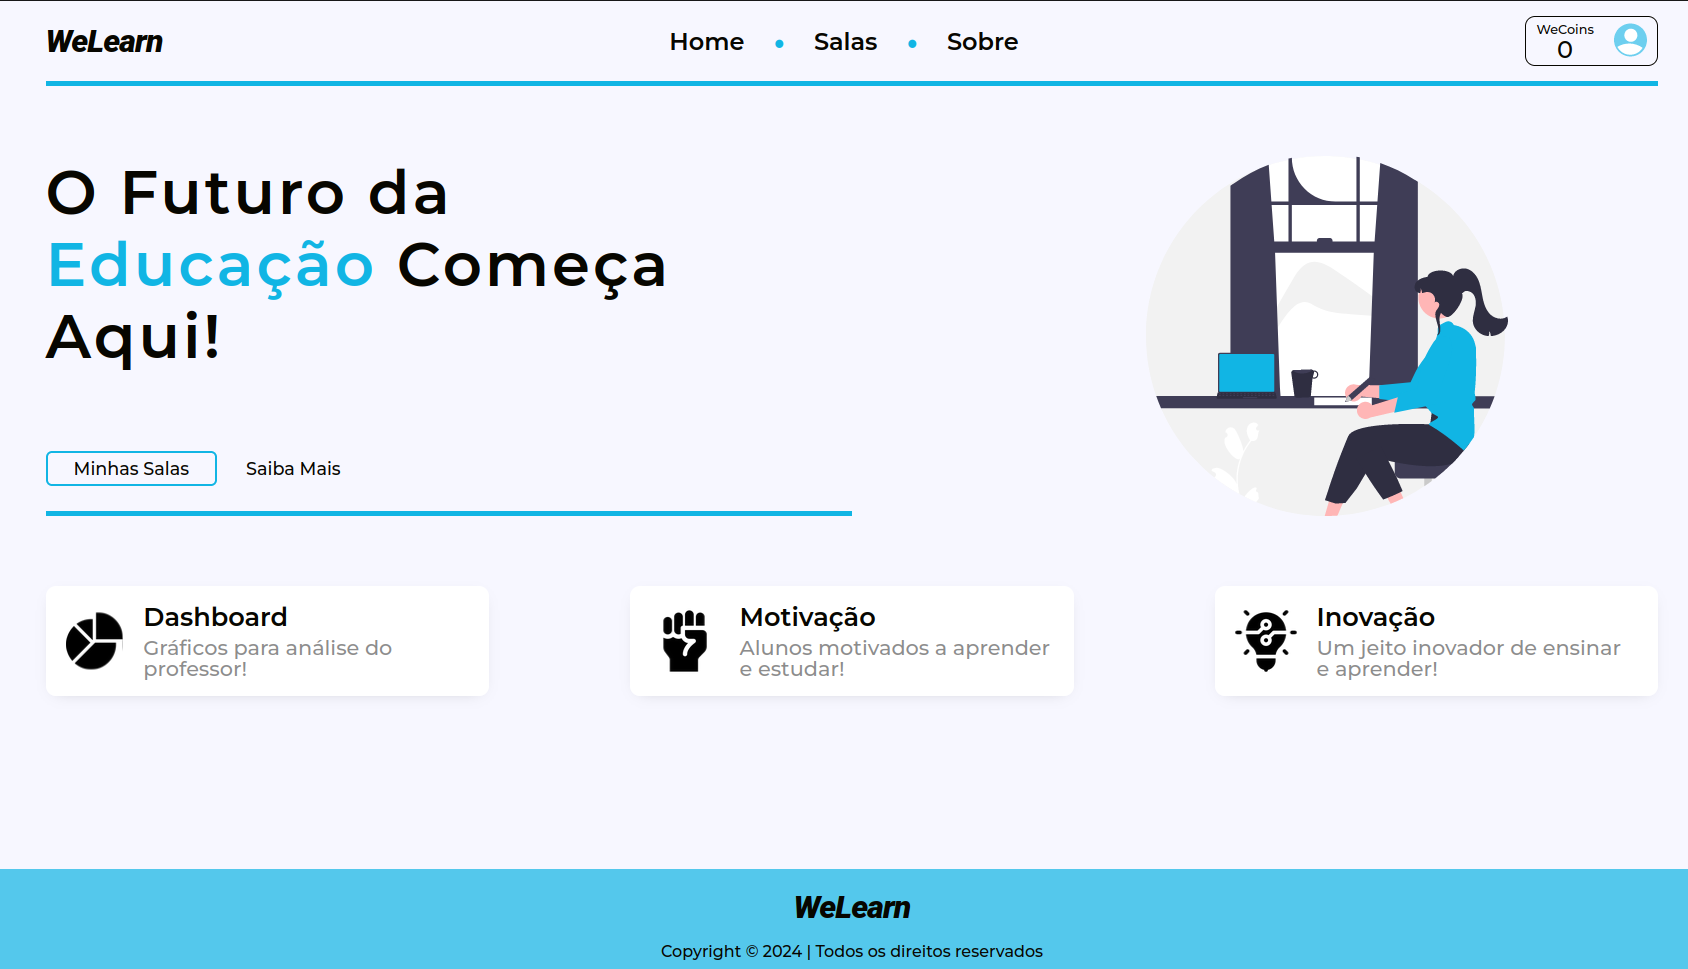 WeLearn
Home • Salas • Sobre
WeCoins
0
O Futuro da
Educação Começa
Aqui!
Minhas Salas
Saiba Mais
Dashboard
Gráficos para análise do
professor!
Motivação
Alunos motivados a aprender
e estudar!
Inovação
Um jeito inovador de ensinar
e aprender!
WeLearn
Copyright © 2024 | Todos os direitos reservados